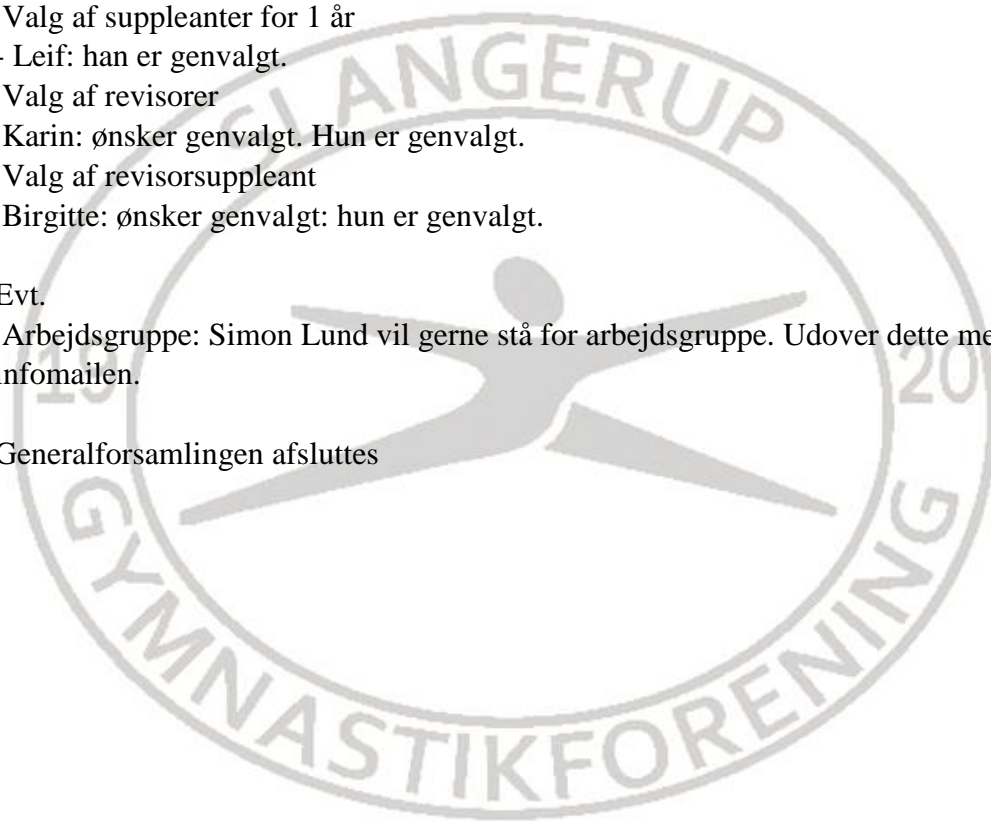 Valg af suppleanter for 1 år
- Leif: han er genvalgt.
Valg af revisorer
Karin: ønsker genvalgt. Hun er genvalgt.
Valg af revisorsuppleant
Birgitte: ønsker genvalgt: hun er genvalgt.
Evt.
Arbejdsgruppe: Simon Lund vil gerne stå for arbejdsgruppe. Udover dette
infomailen.
Generalforsamlingen afsluttes
SLANGERUP
19 20
GYMNASTIKFORENING